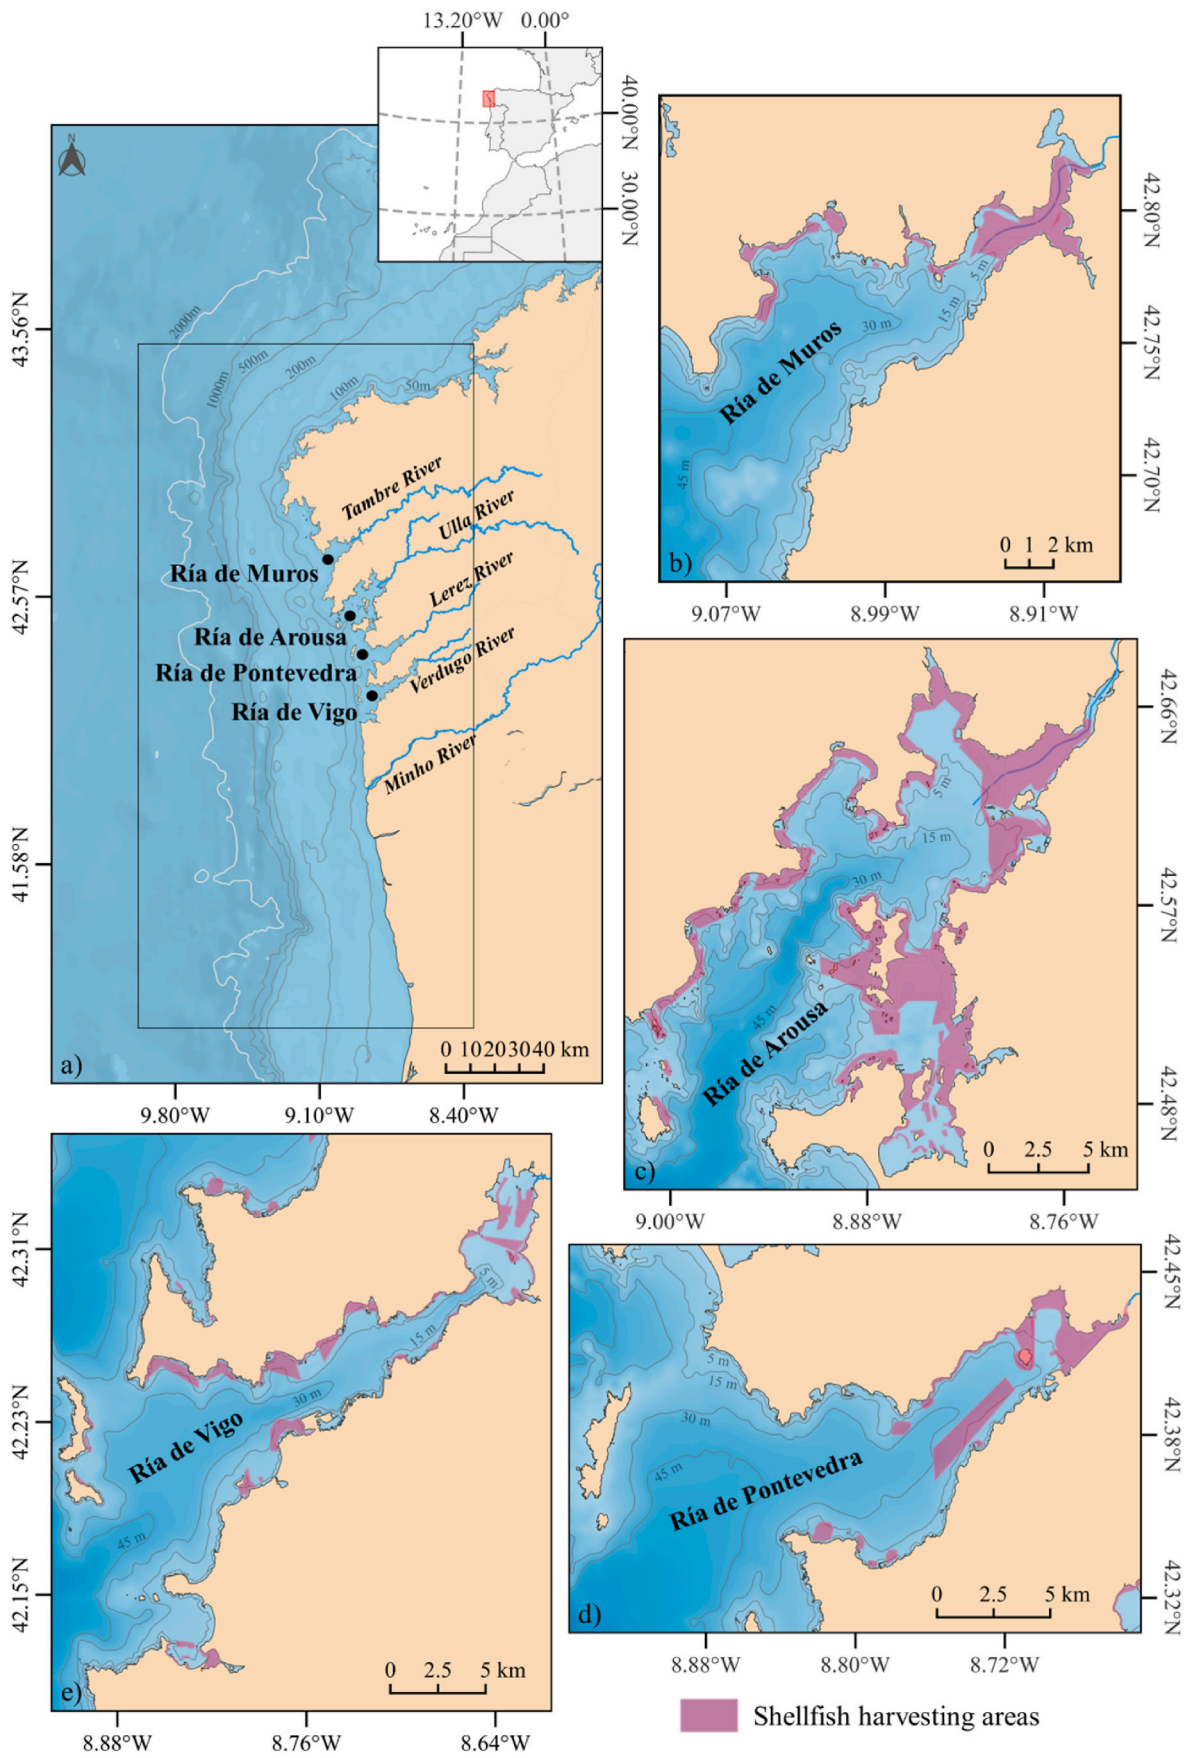 13.20°W 0.00°
40.00°N
30.00°N
N
2000m
1000m
500m
200m
100m
50m
43.59°N
42.57°N
41.58°N
Tambre River
Ulla River
Lerez River
Verdugo River
Minho River
Ría de Muros
Ría de Arousa
Ría de Pontevedra
Ría de Vigo
a)
0 10 20 30 40 km
9.80°W 9.10°W 8.40°W
5 m
15 m
30 m
45 m
Ría de Muros
b)
0 1 2 km
42.80°N
42.75°N
42.70°N
9.07°W 8.99°W 8.91°W
5 m
15 m
30 m
45 m
Ría de Arousa
c)
0 2.5 5 km
42.66°N
42.57°N
42.48°N
9.00°W 8.88°W 8.76°W
5 m
15 m
30 m
45 m
Ría de Pontevedra
d)
0 2.5 5 km
42.45°N
42.38°N
42.32°N
8.88°W 8.80°W 8.72°W
5 m
15 m
30 m
45 m
Ría de Vigo
e)
0 2.5 5 km
42.31°N
42.23°N
42.15°N
8.88°W 8.76°W 8.64°W
Shellfish harvesting areas